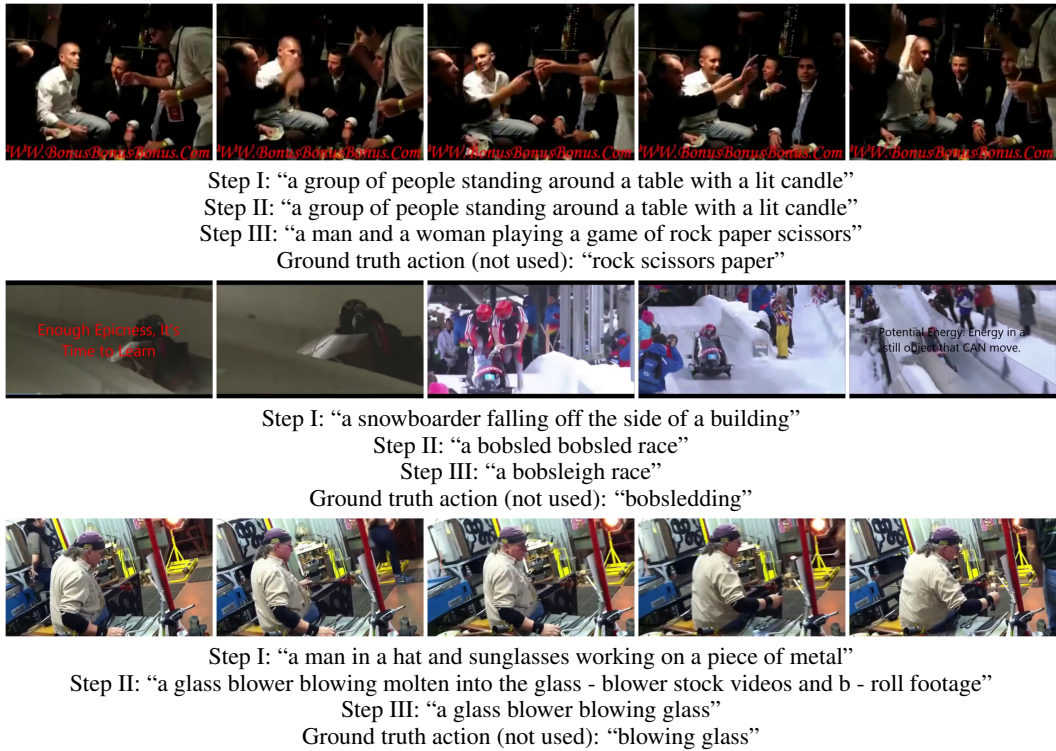 WW.BonusBonusBonus.Com WW.BonusBonusBonus.Com WW.BonusBonusBonus.Com WW.BonusBonusBonus.Com WW.BonusBonusBonus.Com
Step I: “a group of people standing around a table with a lit candle”
Step II: “a group of people standing around a table with a lit candle”
Step III: “a man and a woman playing a game of rock paper scissors”
Ground truth action (not used): “rock scissors paper”
Enough Epicness, It's
Time to Learn
Potential Energy: Energy in a
still object that CAN move.
Step I: “a snowboarder falling off the side of a building”
Step II: “a bobsled bobsled race”
Step III: “a bobsleigh race”
Ground truth action (not used): “bobsledding”
Step I: “a man in a hat and sunglasses working on a piece of metal”
Step II: “a glass blower blowing molten into the glass - blower stock videos and b - roll footage”
Step III: “a glass blower blowing glass”
Ground truth action (not used): “blowing glass”